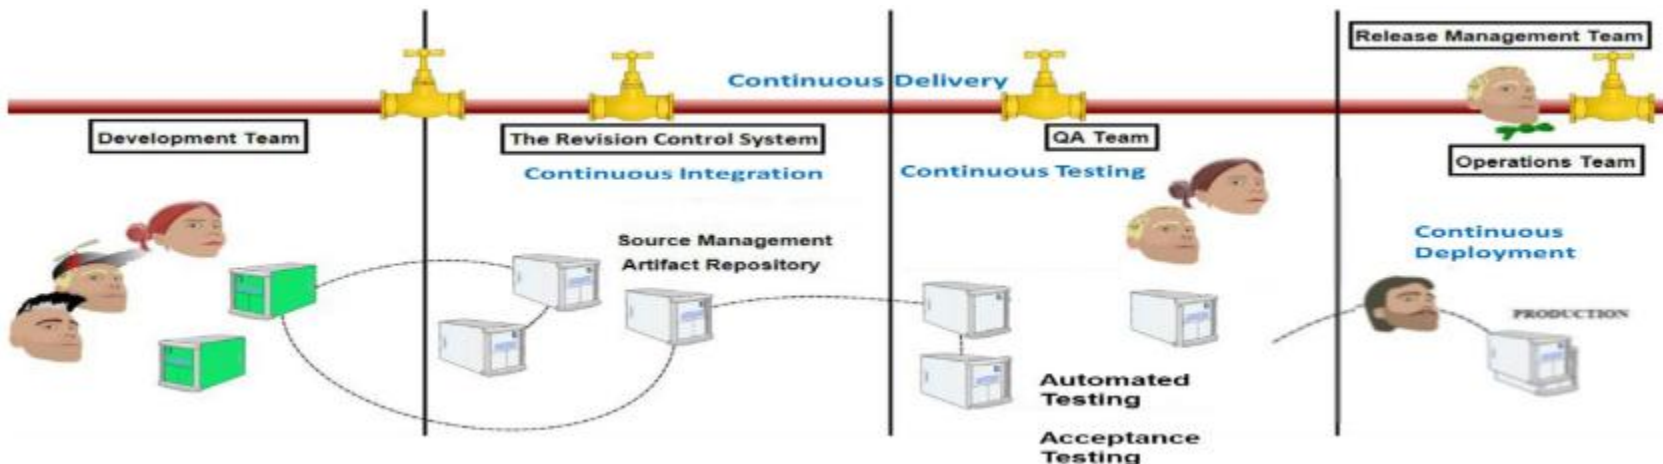 Release Management Team
Continuous Delivery
Development Team
The Revision Control System
QA Team
Operations Team
Continuous Integration
Continuous Testing
Source Management
Artifact Repository
Continuous
Deployment
PRODUCTION
Automated
Testing
Acceptance
Testing